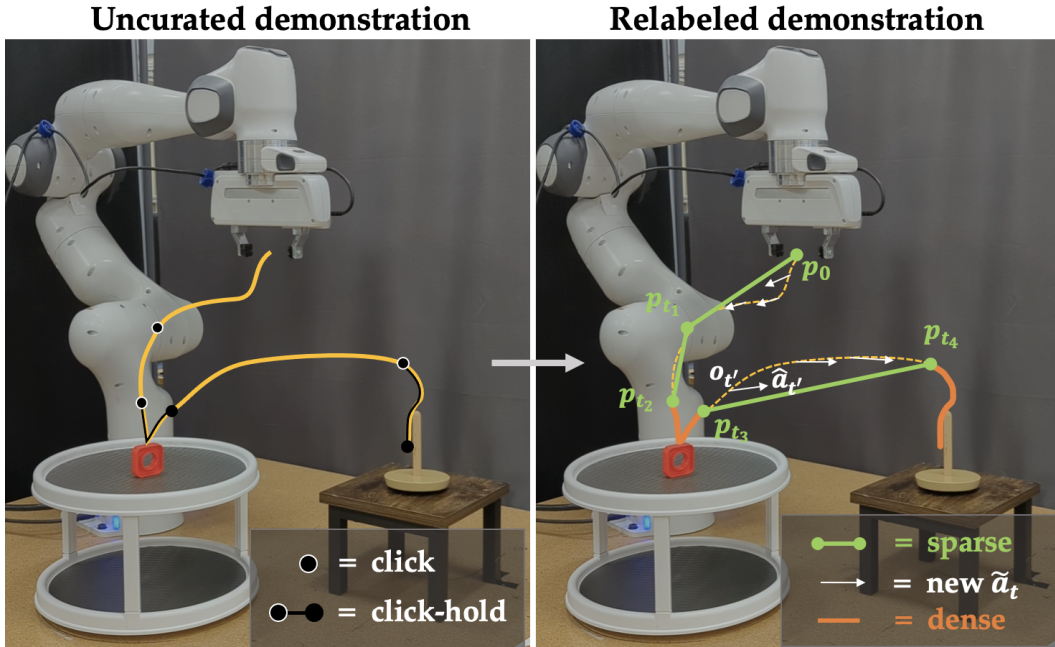 Uncurated demonstration
= click
= click-hold
Relabeled demonstration
p₀
pₜ₁
pₜ₂
pₜ₃
pₜ₄
oₜ′
âₜ′
= sparse
= new ãₜ
= dense